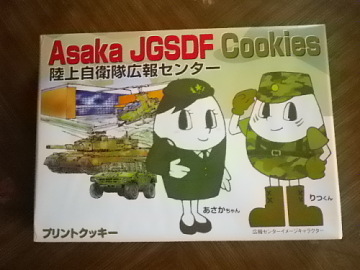 Asaka JGSDF Cookies
陸上自衛隊広報センター
あさかちゃん
りっくん
プリントクッキー
広報センターイメージキャラクター